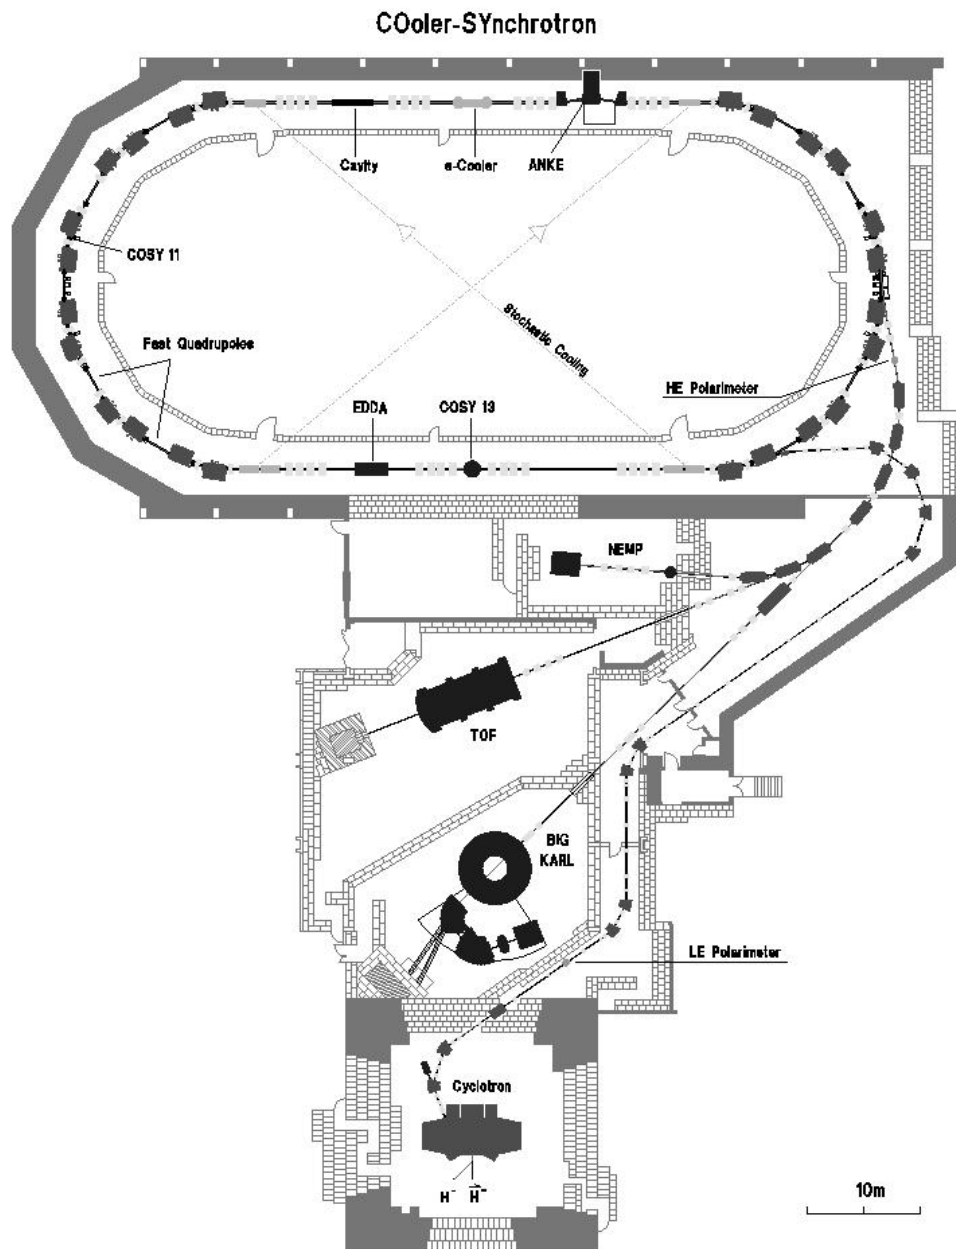 COoler-SYnchrotron
Cavity
e-Cooler
ANKE
COSY 11
Stochastic Cooling
Fast Quadrupoles
HE Polarimeter
EDDA
COSY 13
NEMP
TOF
BIG
KARL
LE Polarimeter
Cyclotron
H⁻ H⃗⁻
10m